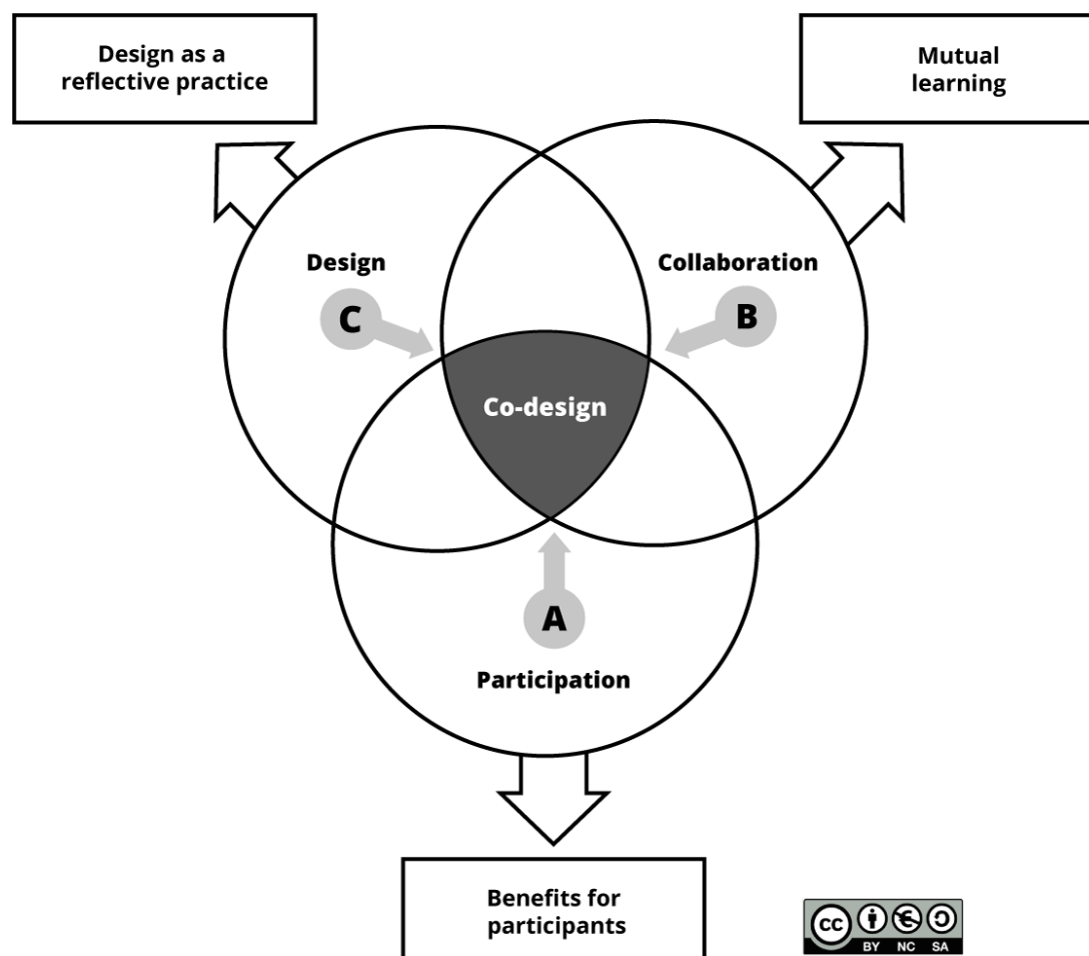 Design as a
reflective practice
Mutual
learning
Design
Collaboration
C
B
Co-design
A
Participation
Benefits for
participants
cc
BY NC SA